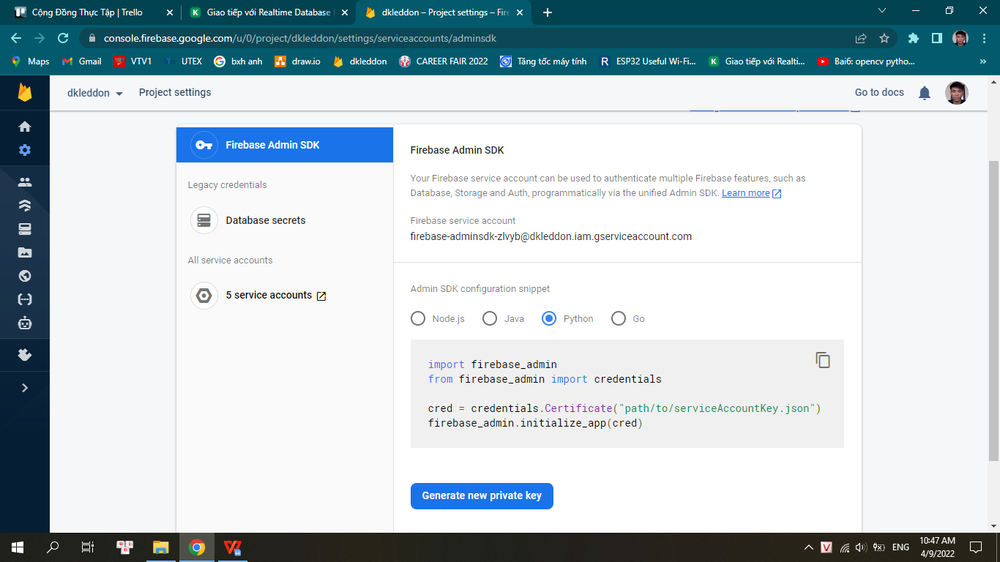 Cộng Đồng Thực Tập | Trello
Giao tiếp với Realtime Database
dkleddon – Project settings – Fire
console.firebase.google.com/u/0/project/dkleddon/settings/serviceaccounts/adminsdk
Maps
Gmail
VTV1
UTEX
bxh anh
draw.io
dkleddon
CAREER FAIR 2022
Tăng tốc máy tính
ESP32 Useful Wi-Fi...
Giao tiếp với Realti...
Bai6: opencv pytho...
»
dkleddon
Project settings
Go to docs
Firebase Admin SDK
Legacy credentials
Database secrets
All service accounts
5 service accounts
Firebase Admin SDK
Your Firebase service account can be used to authenticate multiple Firebase features, such as
Database, Storage and Auth, programmatically via the unified Admin SDK. Learn more
Firebase service account
firebase-adminsdk-zlvyb@dkleddon.iam.gserviceaccount.com
Admin SDK configuration snippet
Node.js
Java
Python
Go
import firebase_admin
from firebase_admin import credentials
cred = credentials.Certificate("path/to/serviceAccountKey.json")
firebase_admin.initialize_app(cred)
Generate new private key
ENG
10:47 AM
4/9/2022